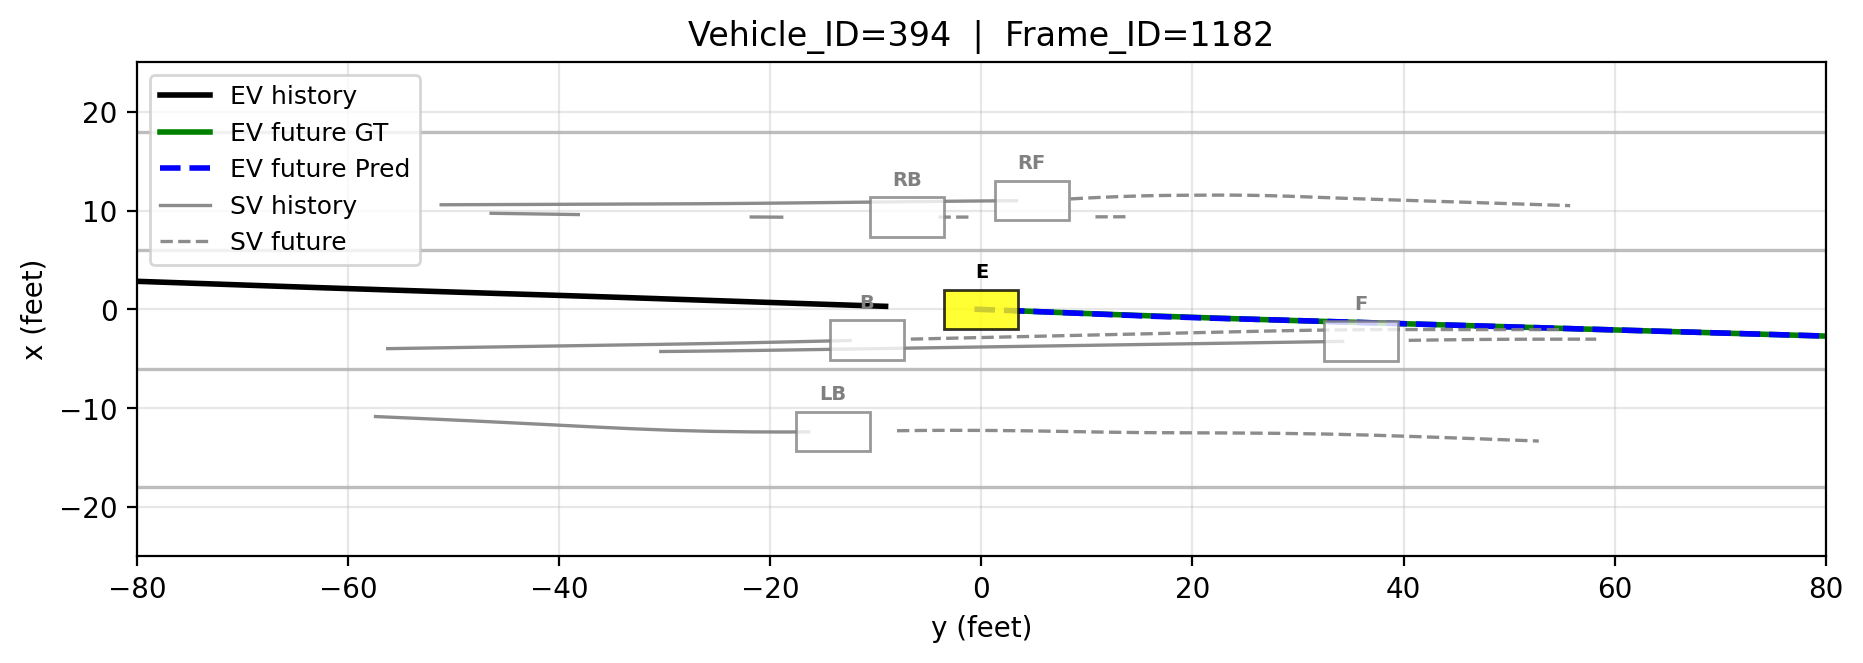 Vehicle_ID=394 | Frame_ID=1182
EV history
EV future GT
EV future Pred
SV history
SV future
RB
RF
E
B
F
LB
20
10
0
−10
−20
x (feet)
−80
−60
−40
−20
0
20
40
60
80
y (feet)